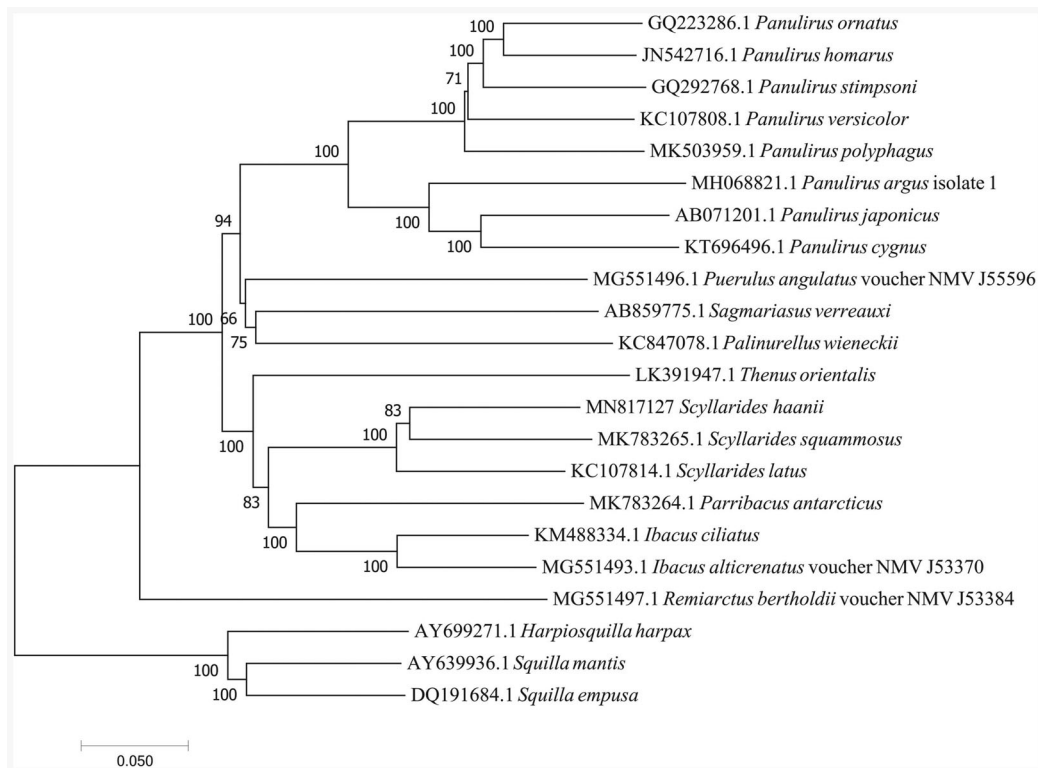 100 GQ223286.1 Panulirus ornatus
100 JN542716.1 Panulirus homarus
71 GQ292768.1 Panulirus stimpsoni
100 KC107808.1 Panulirus versicolor
100 MK503959.1 Panulirus polyphagus
MH068821.1 Panulirus argus isolate 1
94 100 AB071201.1 Panulirus japonicus
100 KT696496.1 Panulirus cygnus
MG551496.1 Puerulus angulatus voucher NMV J55596
100 66 AB859775.1 Sagmariasus verreauxi
75 KC847078.1 Palinurellus wieneckii
LK391947.1 Thenus orientalis
83 MN817127 Scyllarides haanii
100 100 MK783265.1 Scyllarides squammosus
KC107814.1 Scyllarides latus
83 MK783264.1 Parribacus antarcticus
100 KM488334.1 Ibacus ciliatus
100 MG551493.1 Ibacus alticrenatus voucher NMV J53370
MG551497.1 Remiarctus bertholdii voucher NMV J53384
AY699271.1 Harpiosquilla harpax
100 AY639936.1 Squilla mantis
100 DQ191684.1 Squilla empusa
0.050